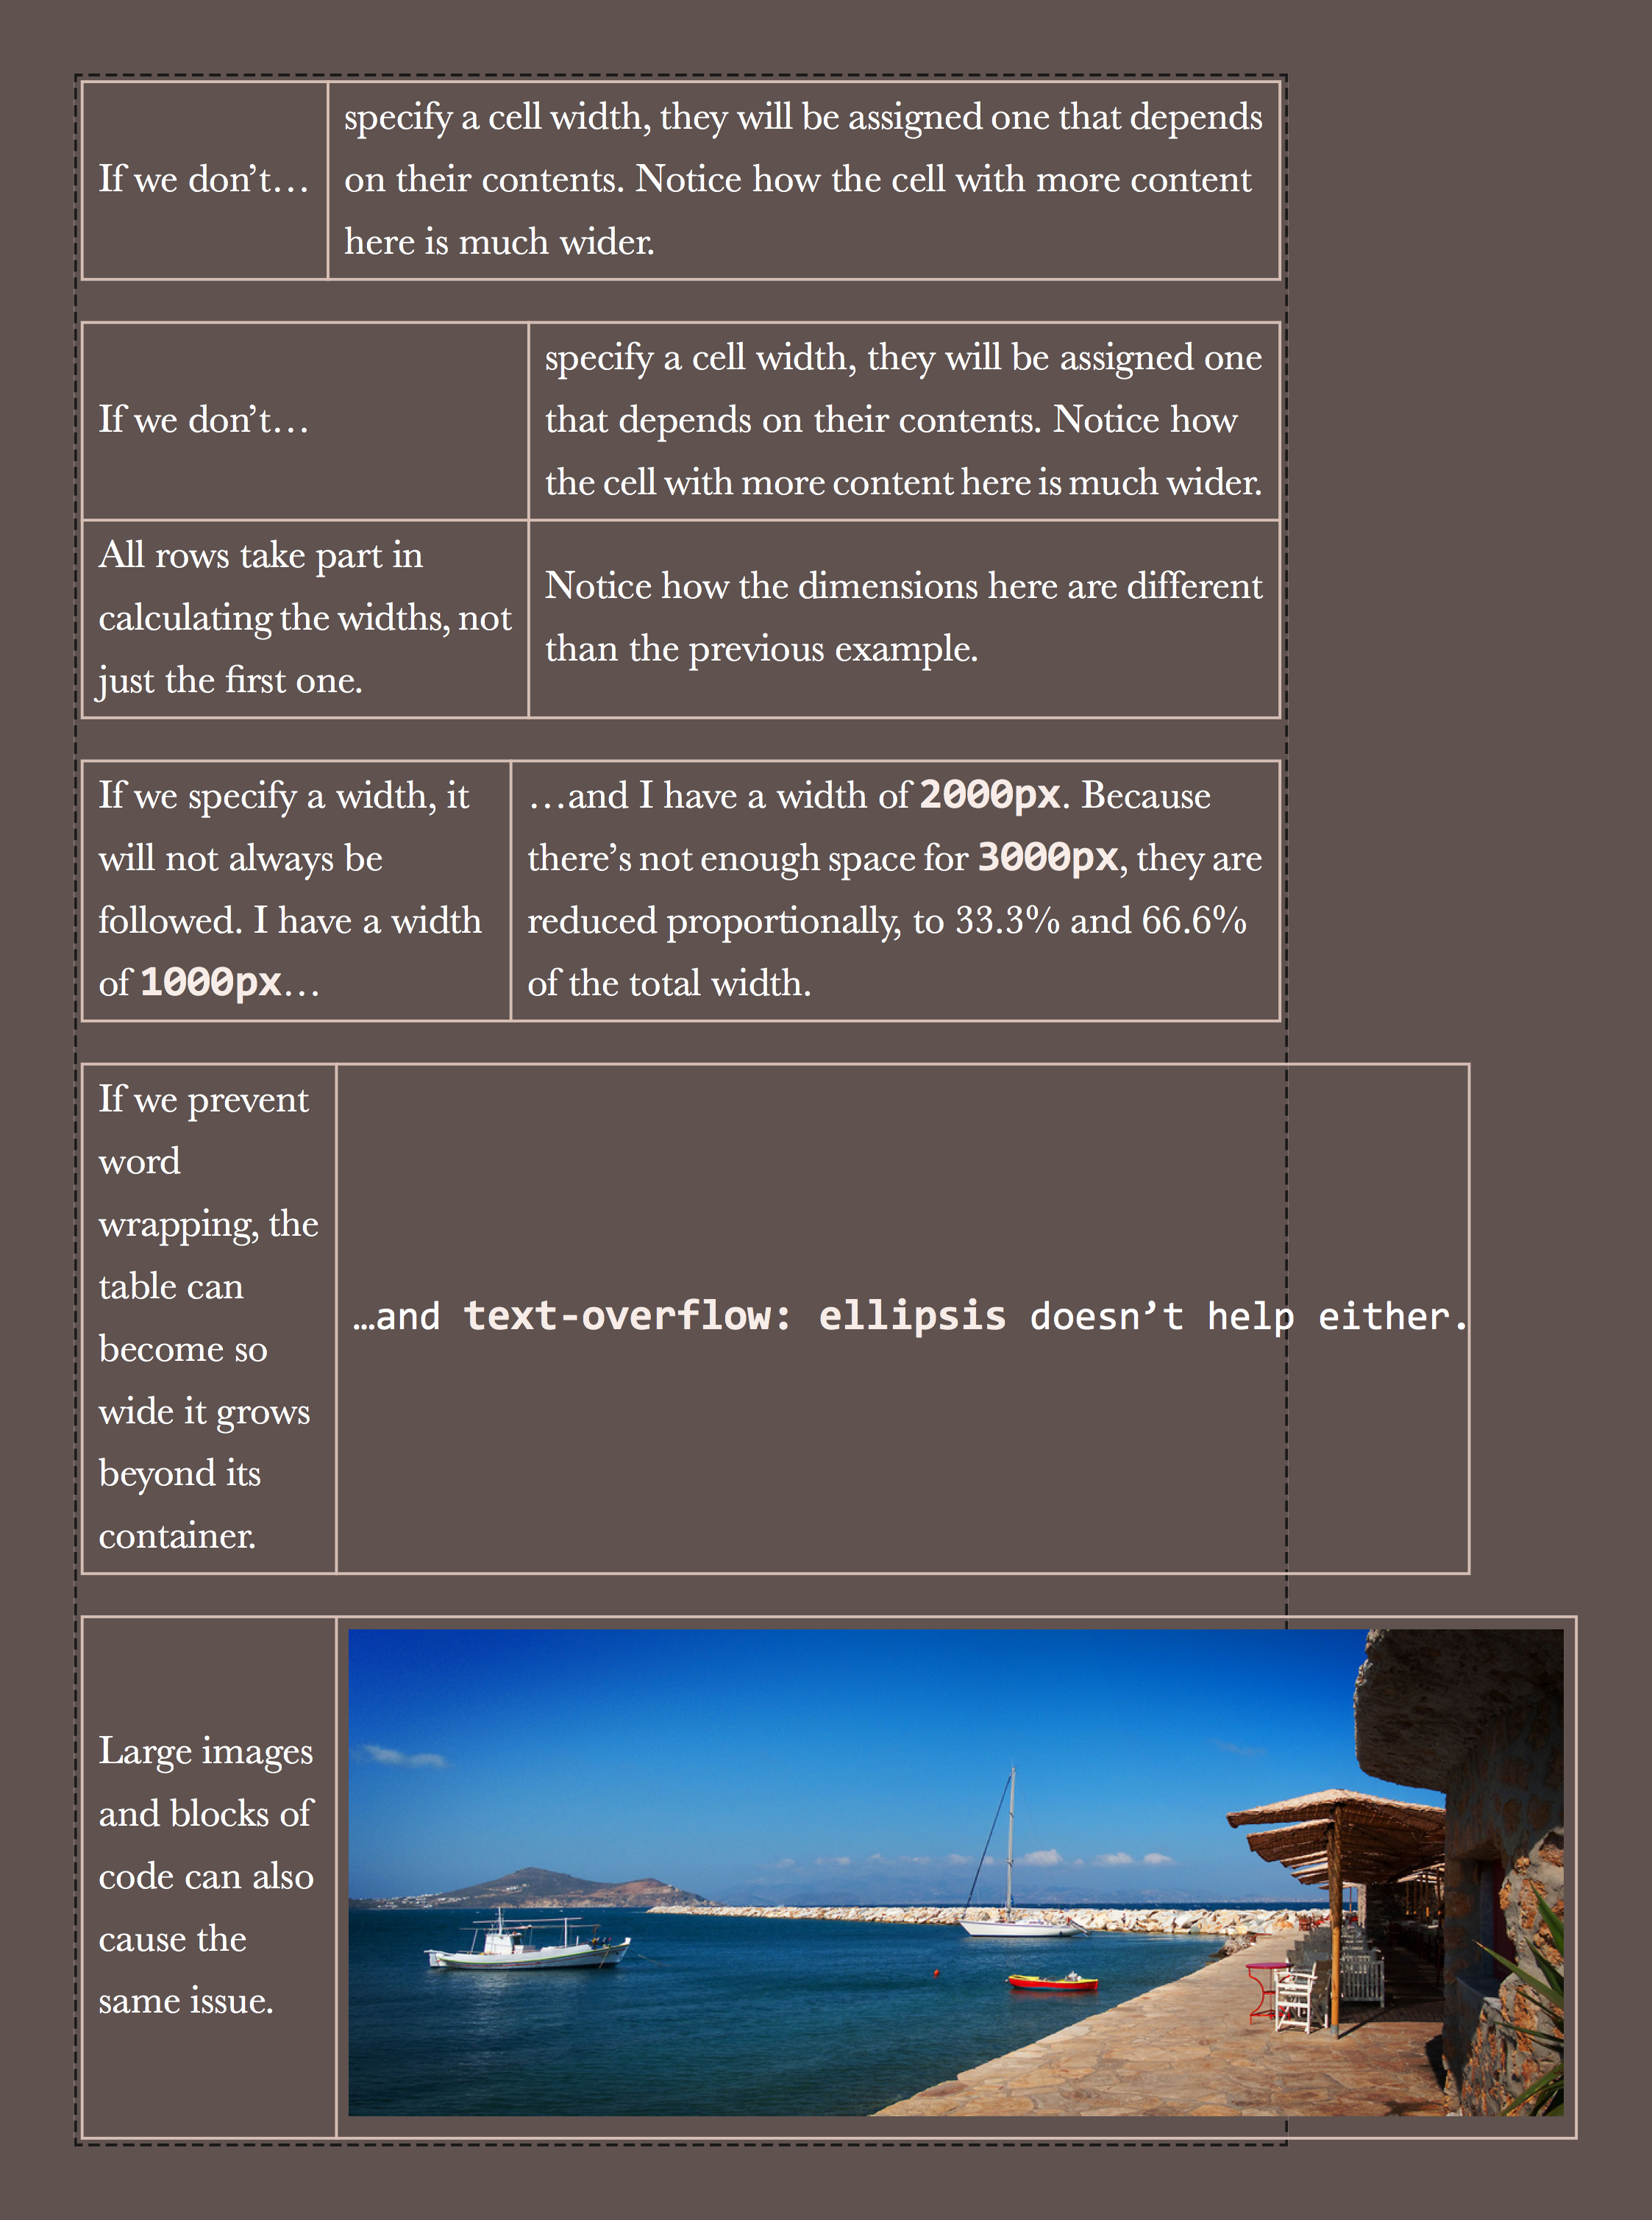 If we don’t…
specify a cell width, they will be assigned one that depends
on their contents. Notice how the cell with more content
here is much wider.
If we don’t…
specify a cell width, they will be assigned one
that depends on their contents. Notice how
the cell with more content here is much wider.
All rows take part in
calculating the widths, not
just the first one.
Notice how the dimensions here are different
than the previous example.
If we specify a width, it
will not always be
followed. I have a width
of 1000px…
…and I have a width of 2000px. Because
there’s not enough space for 3000px, they are
reduced proportionally, to 33.3% and 66.6%
of the total width.
If we prevent
word
wrapping, the
table can
become so
wide it grows
beyond its
container.
…and text-overflow: ellipsis doesn’t help either.
Large images
and blocks of
code can also
cause the
same issue.